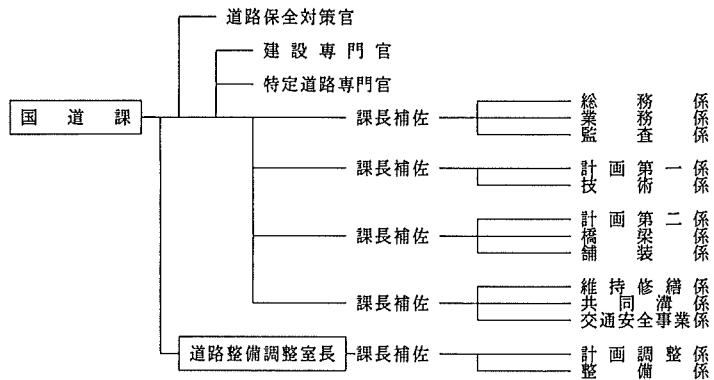 道路保全対策官
建設専門官
特定道路専門官
国道課
課長補佐
総務係
業務係
監査係
課長補佐
計画第一係
技術係
課長補佐
計画第二係
橋梁係
舗装係
課長補佐
維持修繕係
共同溝係
交通安全事業係
道路整備調整室長
課長補佐
計画調整係
整備係